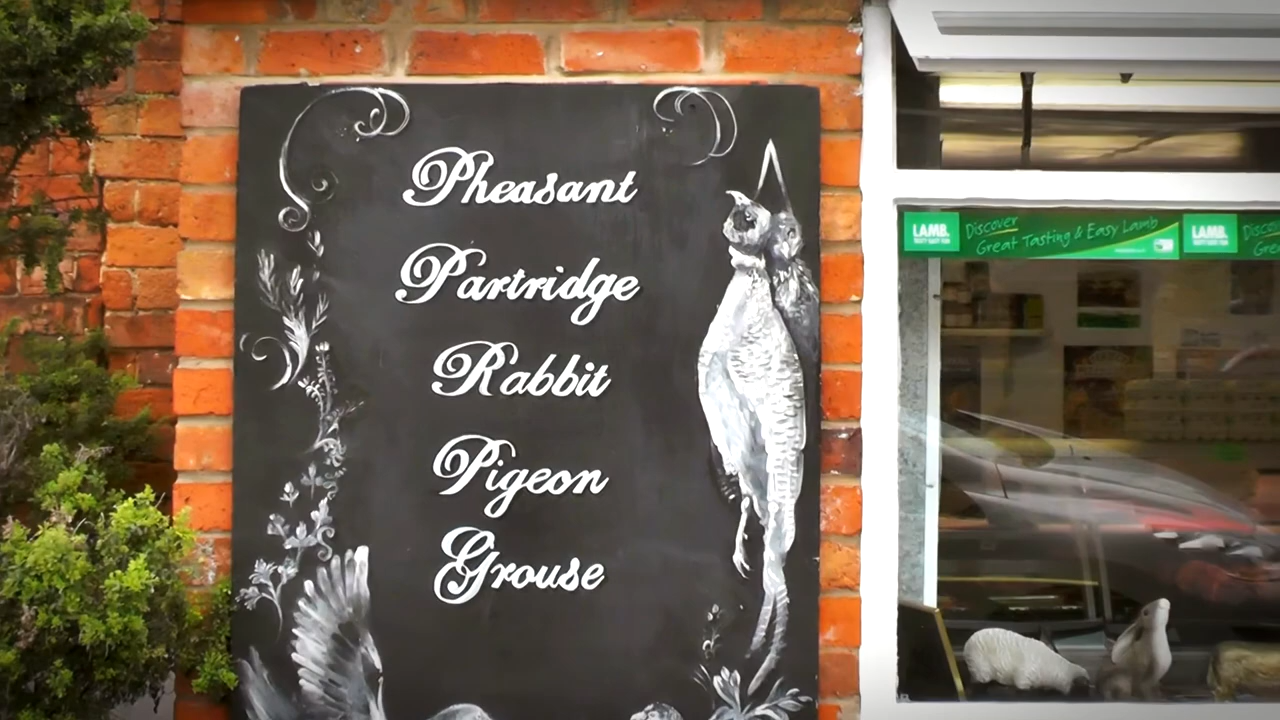 Pheasant
Partridge
Rabbit
Pigeon
Grouse
LAMB.
Discover
Great Tasting & Easy Lamb
LAMB.